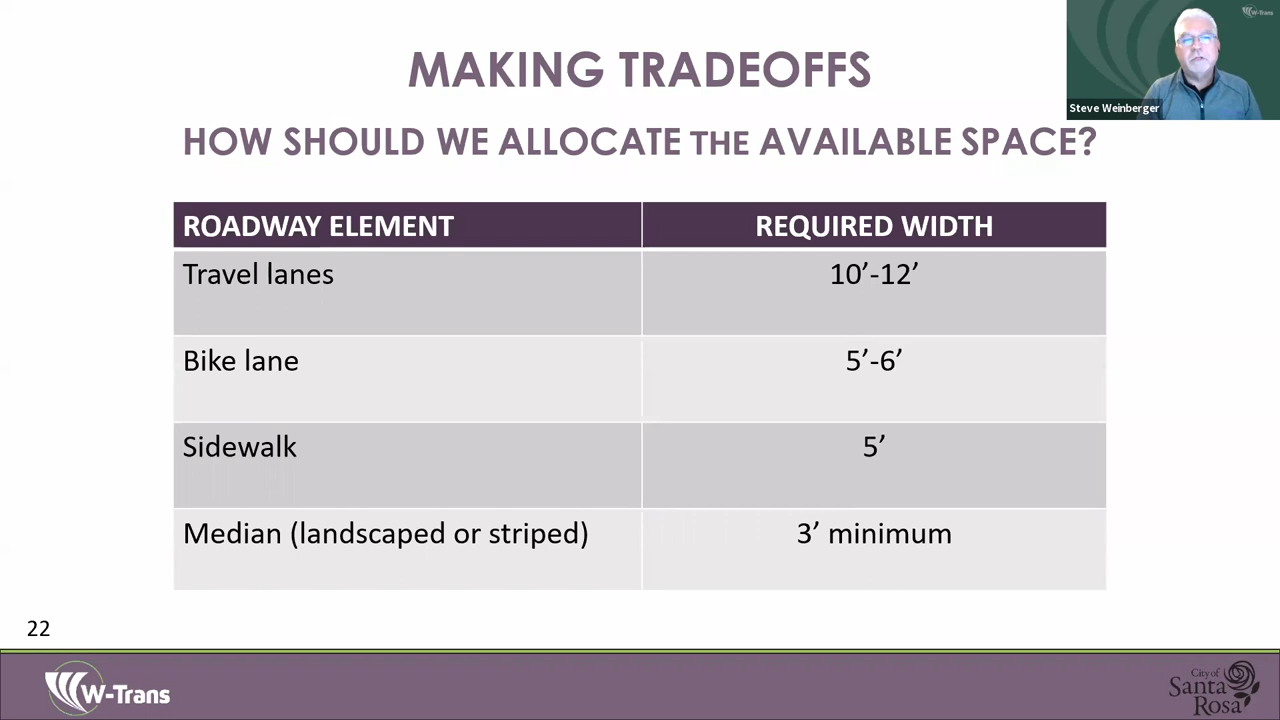 MAKING TRADEOFFS
W-Trans
Steve Weinberger
HOW SHOULD WE ALLOCATE THE AVAILABLE SPACE?
ROADWAY ELEMENT REQUIRED WIDTH
Travel lanes 10’-12’
Bike lane 5’-6’
Sidewalk 5’
Median (landscaped or striped) 3’ minimum
22
W-Trans
City of
Santa
Rosa